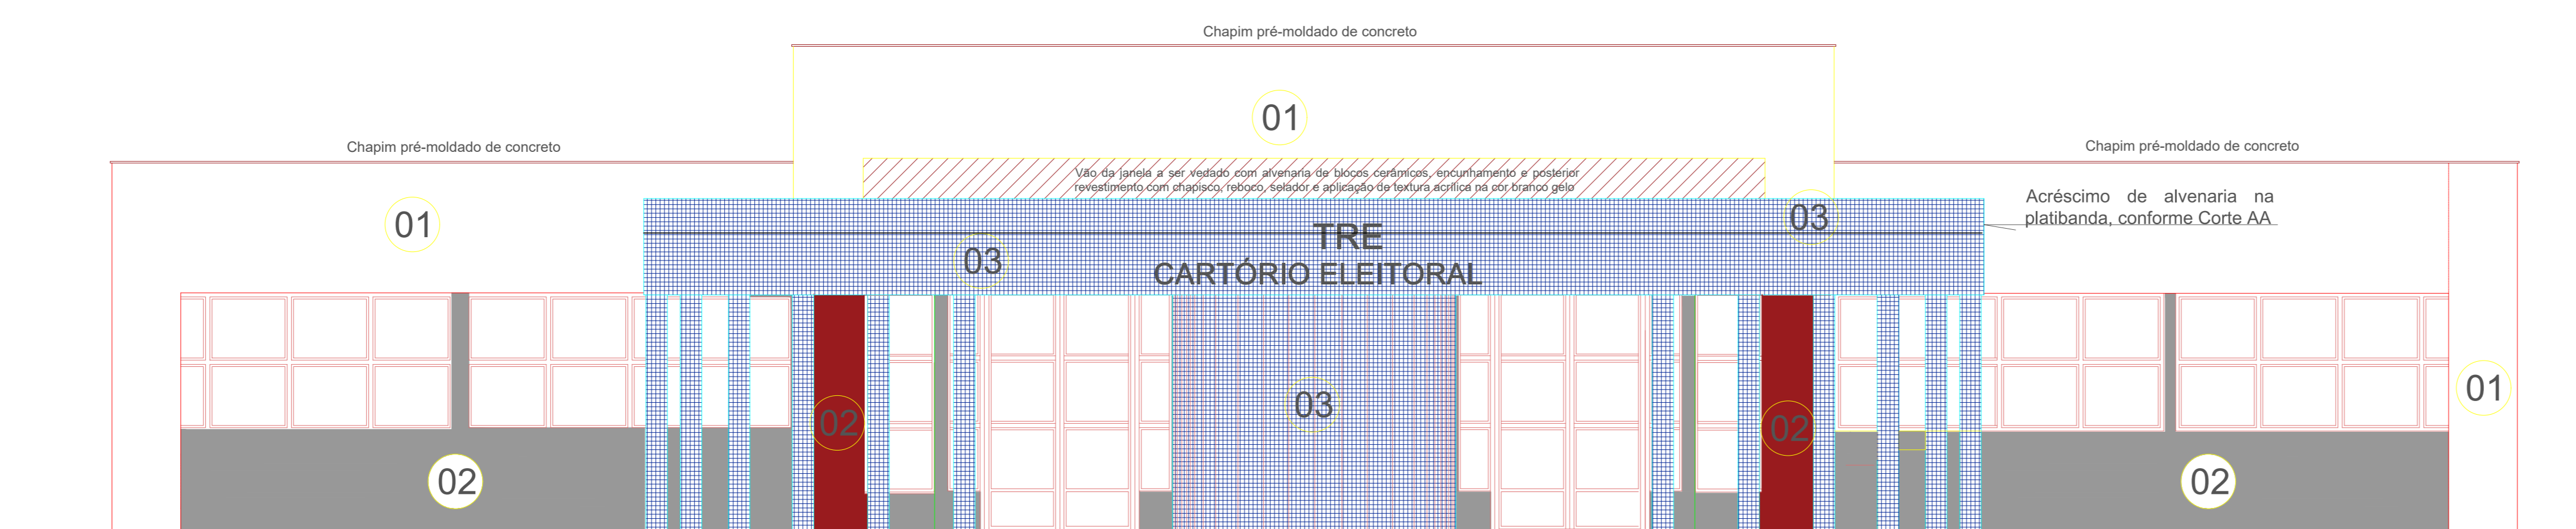 Chapim pré-moldado de concreto
01
Chapim pré-moldado de concreto
Chapim pré-moldado de concreto
Vão da janela a ser vedado com alvenaria de blocos cerâmicos, encunhamento e posterior
revestimento com chapisco, reboco, selador e aplicação de textura acrílica na cor branco gelo
01
Acréscimo de alvenaria na
platibanda, conforme Corte AA
03
TRE
03
CARTÓRIO ELEITORAL
01
03
02
02
02
02